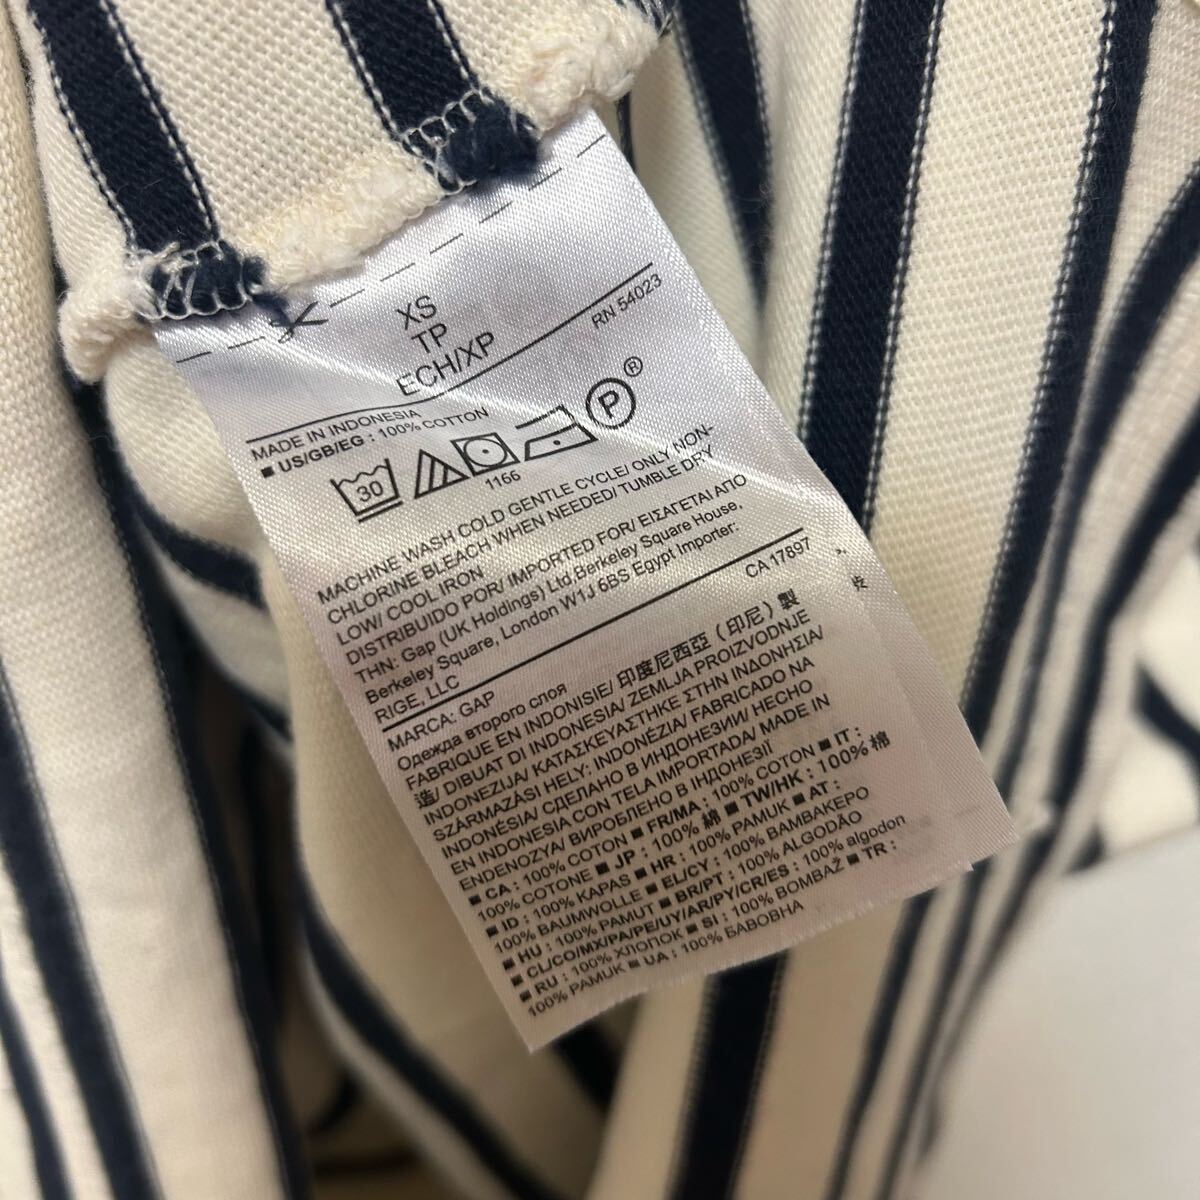 XS
TP
ECH/XP
RN 54023
MADE IN INDONESIA
■ US/GB/EG : 100% COTTON
30
P
®
1166
MACHINE WASH COLD GENTLE CYCLE/ ONLY NON-
CHLORINE BLEACH WHEN NEEDED/ TUMBLE DRY
LOW/ COOL IRON
DISTRIBUIDO POR/ IMPORTED FOR/ ΕΙΣΑΓΕΤΑΙ ΑΠΟ
THN: Gap (UK Holdings) Ltd,Berkeley Square House,
Berkeley Square, London W1J 6BS Egypt Importer:
RIGE, LLC
CA 17897
MARCA: GAP
Одежда второго слоя
FABRIQUE EN INDONISIE/ 印度尼西亞(印尼)製
造/ DIBUAT DI INDONESIA/ ZEMLJA PROIZVODNJE
INDONEZIJA/ ΚΑΤΑΣΚΕΥΑΣΤΗΚΕ ΣΤΗΝ ΙΝΔΟΝΗΣΙΑ/
SZÁRMAZÁSI HELY: INDONÉZIA/ FABRICADO NA
INDONÉSIA/ СДЕЛАНО В ИНДОНЕЗИИ/ HECHO
EN INDONESIA CON TELA IMPORTADA/ MADE IN
ENDENOZYA/ ВИРОБЛЕНО В ІНДОНЕЗІЇ
■ CA : 100% COTON ■ FR/MA : 100% COTON ■ IT :
100% COTONE ■ JP : 100% 綿 ■ TW/HK : 100% 棉
■ ID : 100% KAPAS ■ HR : 100% PAMUK ■ AT :
100% BAUMWOLLE ■ EL/CY : 100% ΒΑΜΒΑΚΕΡΟ
■ HU : 100% PAMUT ■ BR/PT : 100% ALGODÃO
■ CL/CO/MX/PA/PE/UY/AR/PY/CR/ES : 100% algodon
■ RU : 100% ХЛОПОК ■ SI : 100% BOMBAŽ ■ TR :
100% PAMUK ■ UA : 100% БАВОВНА